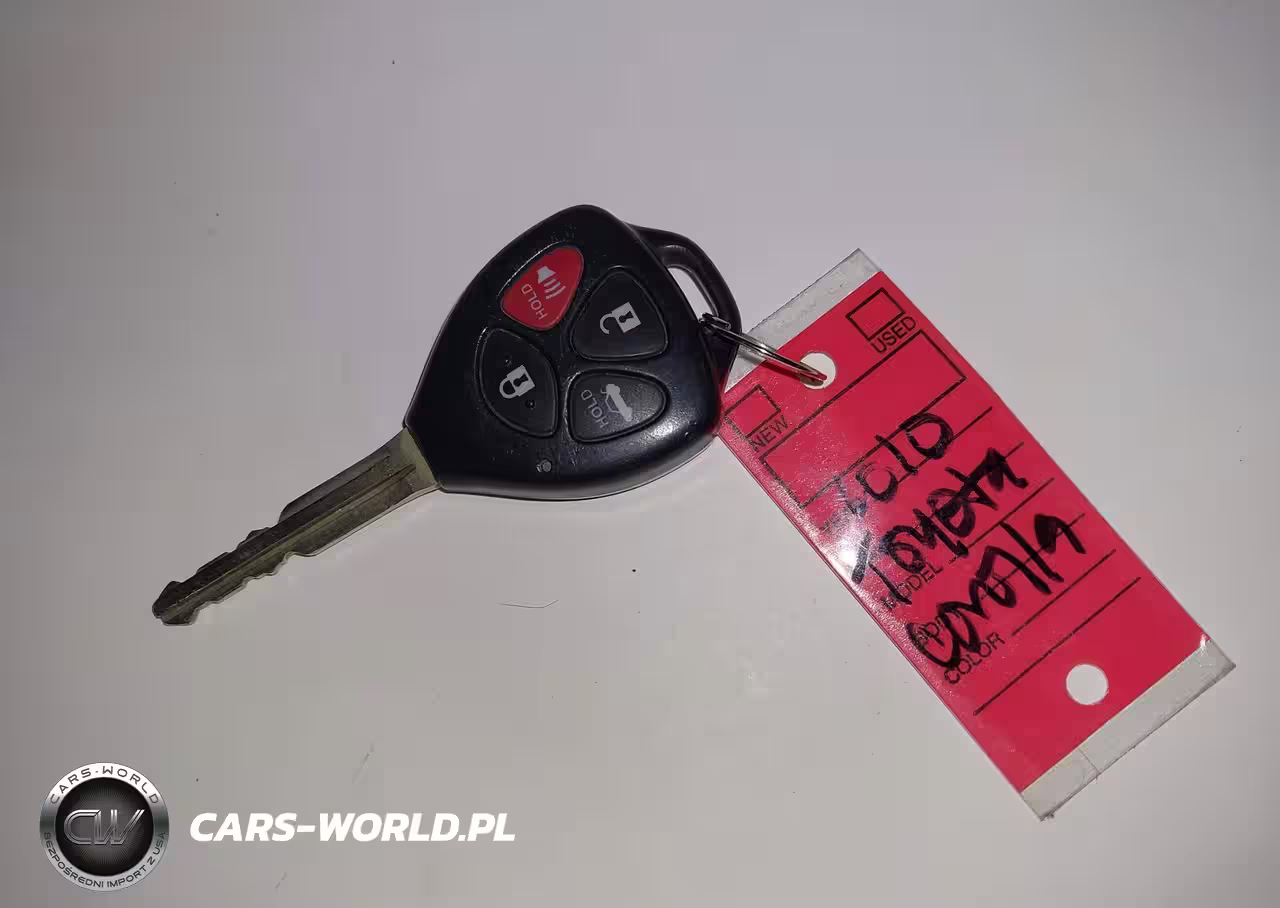 HOLD
HOLD
USED
NEW
2010
Toyota
MODEL
Corolla
COLOR
CARS-WORLD
CW
BEZPOŚREDNI IMPORT Z USA
CARS-WORLD.PL